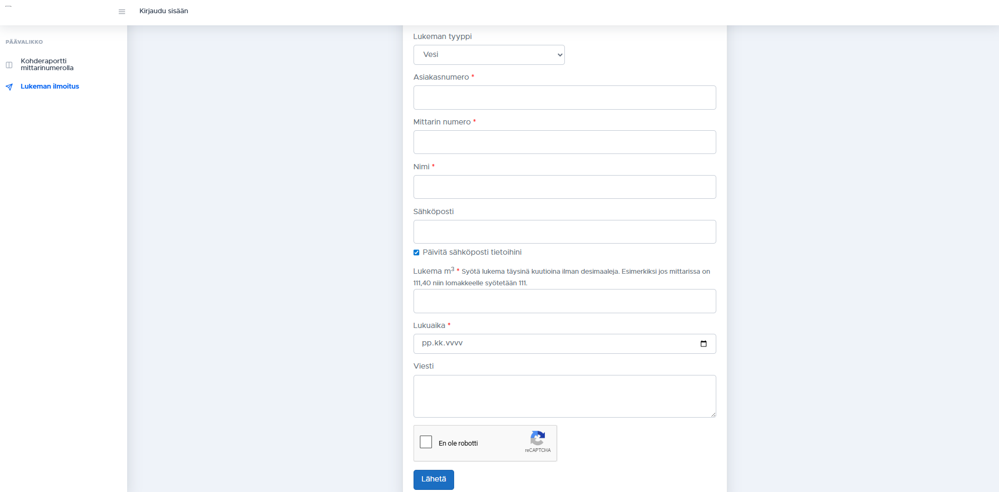 Kirjaudu sisään
PÄÄVALIKKO
Kohderaportti
mittarinumerolla
Lukeman ilmoitus
Lukeman tyyppi
Vesi
Asiakasnumero *
Mittarin numero *
Nimi *
Sähköposti
Päivitä sähköposti tietoihini
Lukema m³ * Syötä lukema täysinä kuutioina ilman desimaaleja. Esimerkiksi jos mittarissa on
111,40 niin lomakkeelle syötetään 111.
Lukuaika *
pp.kk.vvvv
Viesti
En ole robotti
reCAPTCHA
Lähetä